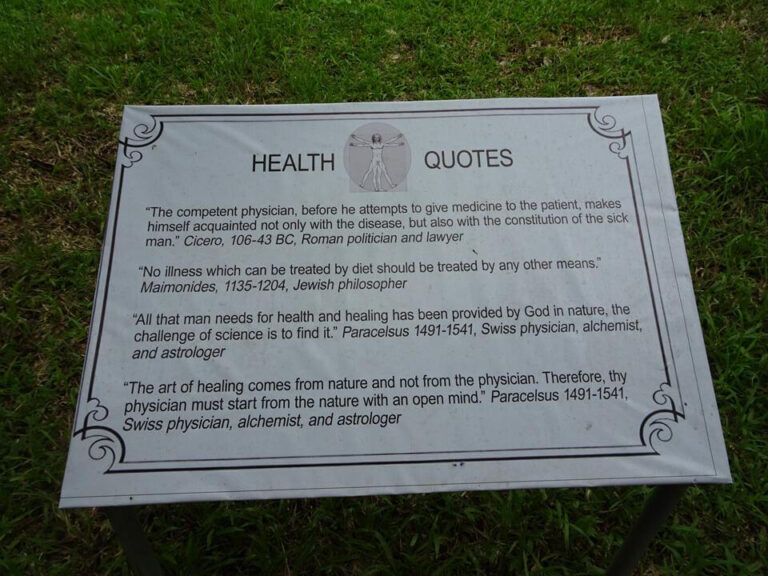 HEALTH QUOTES
“The competent physician, before he attempts to give medicine to the patient, makes
himself acquainted not only with the disease, but also with the constitution of the sick
man.” Cicero, 106-43 BC, Roman politician and lawyer
“No illness which can be treated by diet should be treated by any other means.”
Maimonides, 1135-1204, Jewish philosopher
“All that man needs for health and healing has been provided by God in nature, the
challenge of science is to find it.” Paracelsus 1491-1541, Swiss physician, alchemist,
and astrologer
“The art of healing comes from nature and not from the physician. Therefore, thy
physician must start from the nature with an open mind.” Paracelsus 1491-1541,
Swiss physician, alchemist, and astrologer